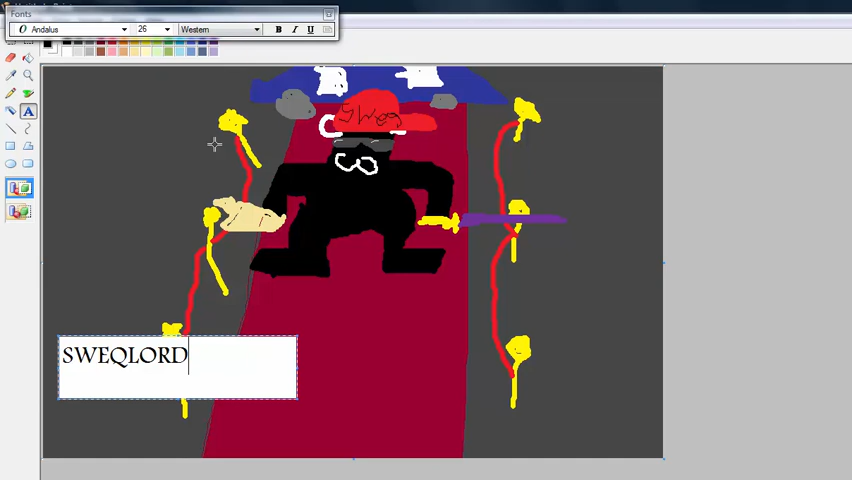 Fonts
Andalus
26
Western
B I U
A
Sweg
SWEQLORD